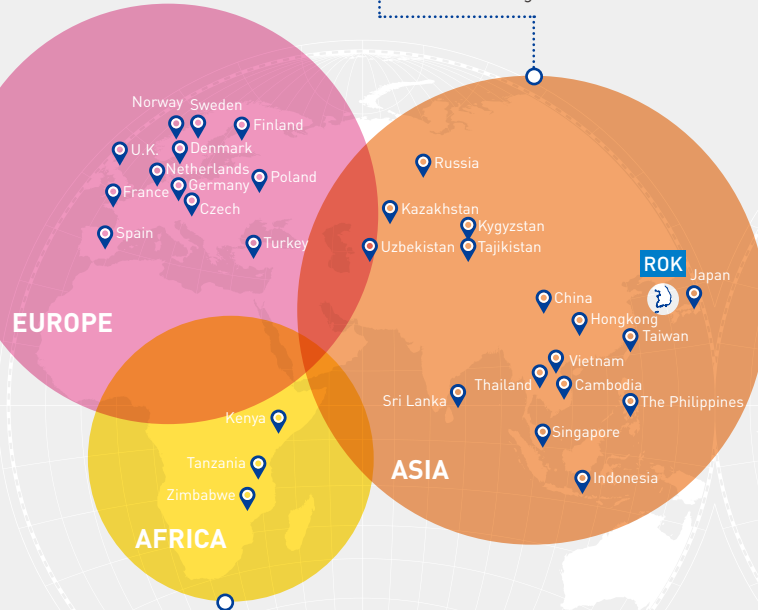 Norway
Sweden
Finland
U.K.
Denmark
Netherlands
Poland
France
Germany
Czech
Spain
Turkey
EUROPE
Russia
Kazakhstan
Kygyzstan
Uzbekistan
Tajikistan
ROK
Japan
China
Hongkong
Taiwan
Vietnam
Thailand
Cambodia
Sri Lanka
The Philippines
Singapore
Indonesia
ASIA
Kenya
Tanzania
Zimbabwe
AFRICA